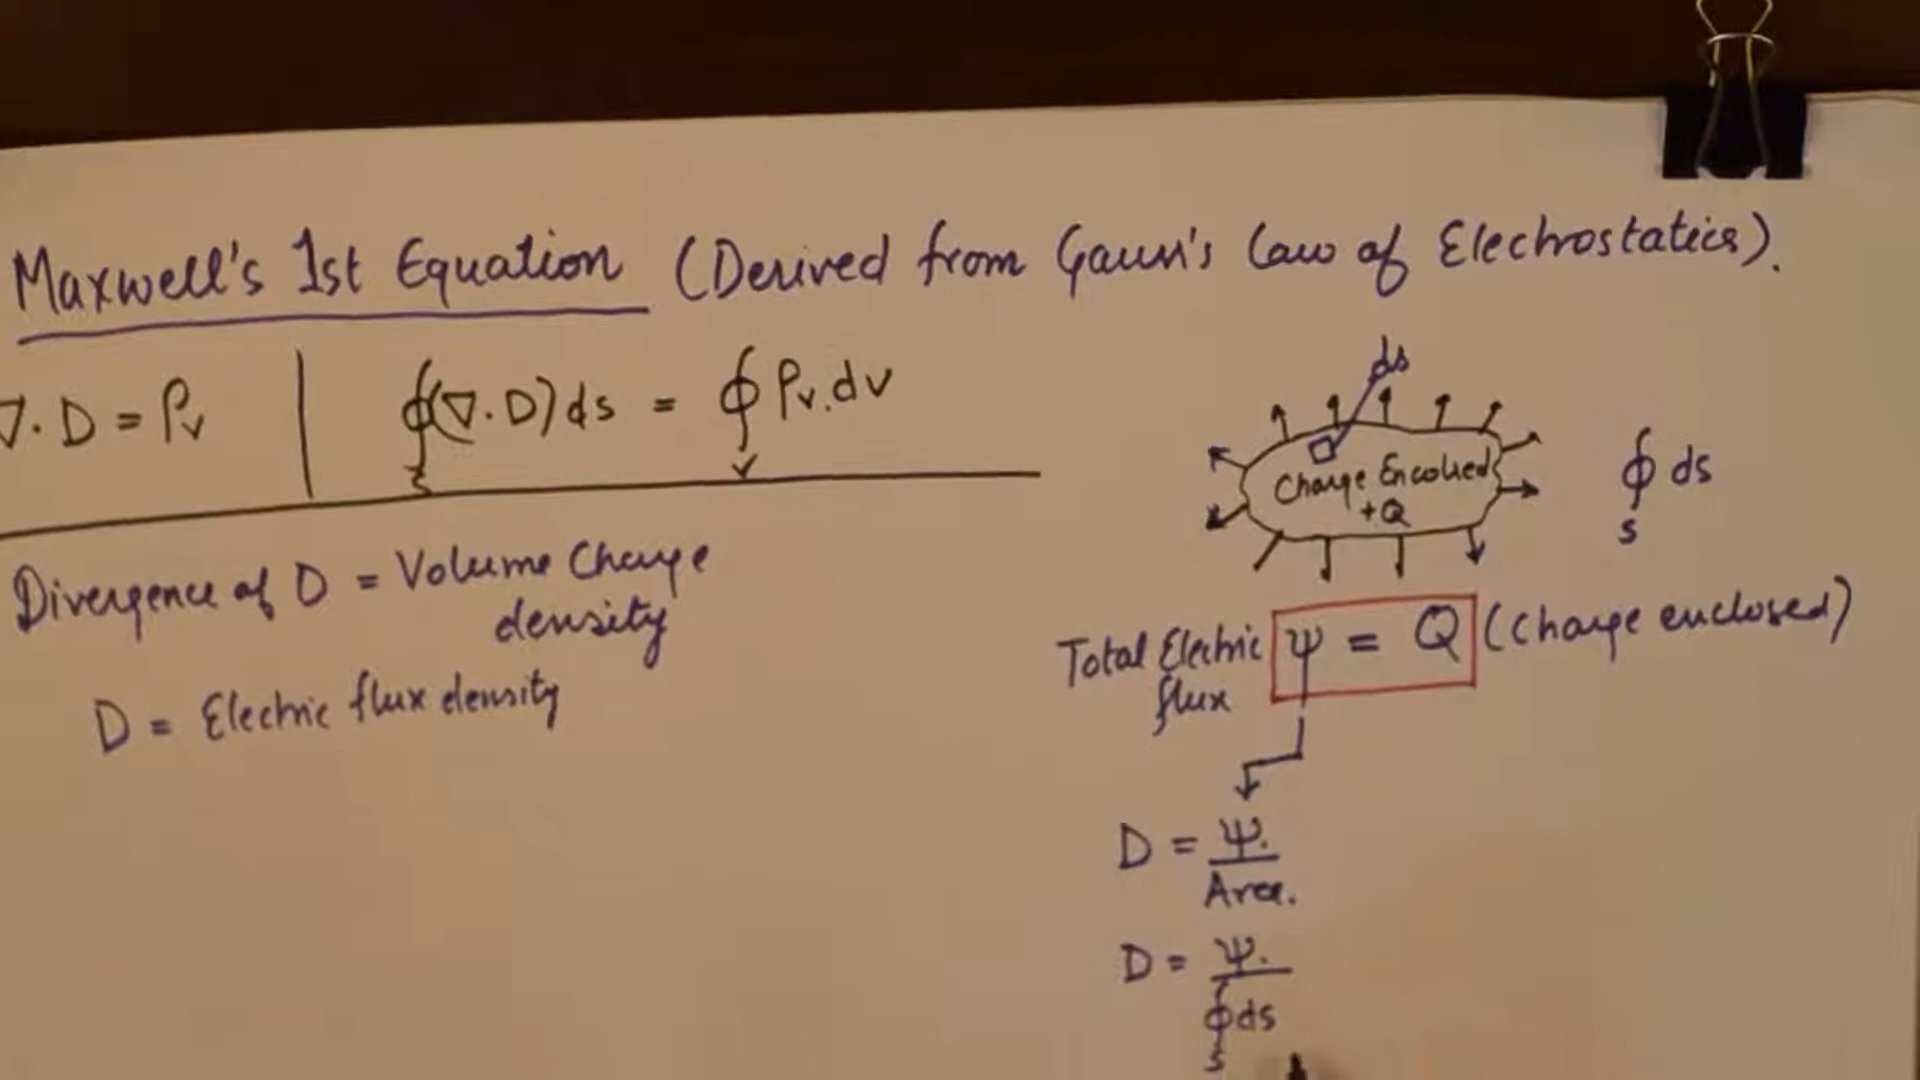 Maxwell's 1st Equation (Derived from Gauss's Law of Electrostatics).
∇. D = ρv | ∮s (∇. D) ds = ∮v ρv. dv
ds
Charge Encolsed
+Q
∮s ds
Divergence of D = Volume Charge
density
D = Electric flux density
Total Electric flux ψ = Q (Charge enclosed)
D = ψ. / Area.
D = ψ. / ∮s ds